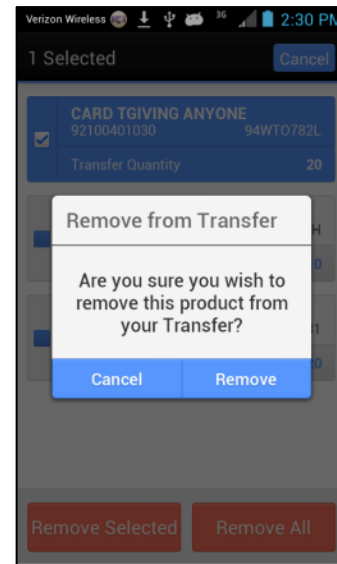 Verizon Wireless 3G 2:30 PM
1 Selected Cancel
CARD TGIVING ANYONE
92100401030 94WTO782L
Transfer Quantity 20
Remove from Transfer
Are you sure you wish to
remove this product from
your Transfer?
Cancel Remove
Remove Selected Remove All